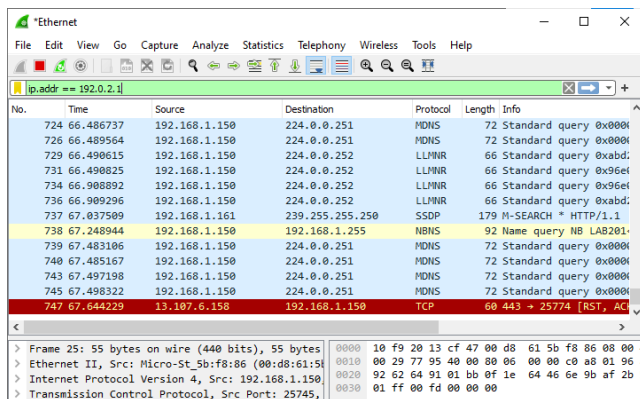 *Ethernet
File Edit View Go Capture Analyze Statistics Telephony Wireless Tools Help
ip.addr == 192.0.2.1
No. Time Source Destination Protocol Length Info
724 66.486737 192.168.1.150 224.0.0.251 MDNS 72 Standard query 0x000
726 66.489564 192.168.1.150 224.0.0.251 MDNS 72 Standard query 0x000
729 66.490615 192.168.1.150 224.0.0.252 LLMNR 66 Standard query 0xabd
731 66.490825 192.168.1.150 224.0.0.252 LLMNR 66 Standard query 0x96e
734 66.908892 192.168.1.150 224.0.0.252 LLMNR 66 Standard query 0x96e
736 66.909296 192.168.1.150 224.0.0.252 LLMNR 66 Standard query 0xabd
737 67.037509 192.168.1.161 239.255.255.250 SSDP 179 M-SEARCH * HTTP/1.1
738 67.248944 192.168.1.150 192.168.1.255 NBNS 92 Name query NB LAB201
739 67.483106 192.168.1.150 224.0.0.251 MDNS 72 Standard query 0x000
740 67.485167 192.168.1.150 224.0.0.251 MDNS 72 Standard query 0x000
743 67.497198 192.168.1.150 224.0.0.251 MDNS 72 Standard query 0x000
745 67.498322 192.168.1.150 224.0.0.251 MDNS 72 Standard query 0x000
747 67.644229 13.107.6.158 192.168.1.150 TCP 60 443 → 25774 [RST, AC
Frame 25: 55 bytes on wire (440 bits), 55 bytes
Ethernet II, Src: Micro-St_5b:f8:86 (00:d8:61:5
Internet Protocol Version 4, Src: 192.168.1.150
Transmission Control Protocol, Src Port: 25745,
0000 10 f9 20 13 cf 47 00 d8 61 5b f8 86 08 00
0010 00 29 77 95 40 00 80 06 00 00 c0 a8 01 96
0020 92 62 64 91 01 bb 0f 1e 64 46 6e 9b af 2b
0030 01 ff 00 fd 00 00 00